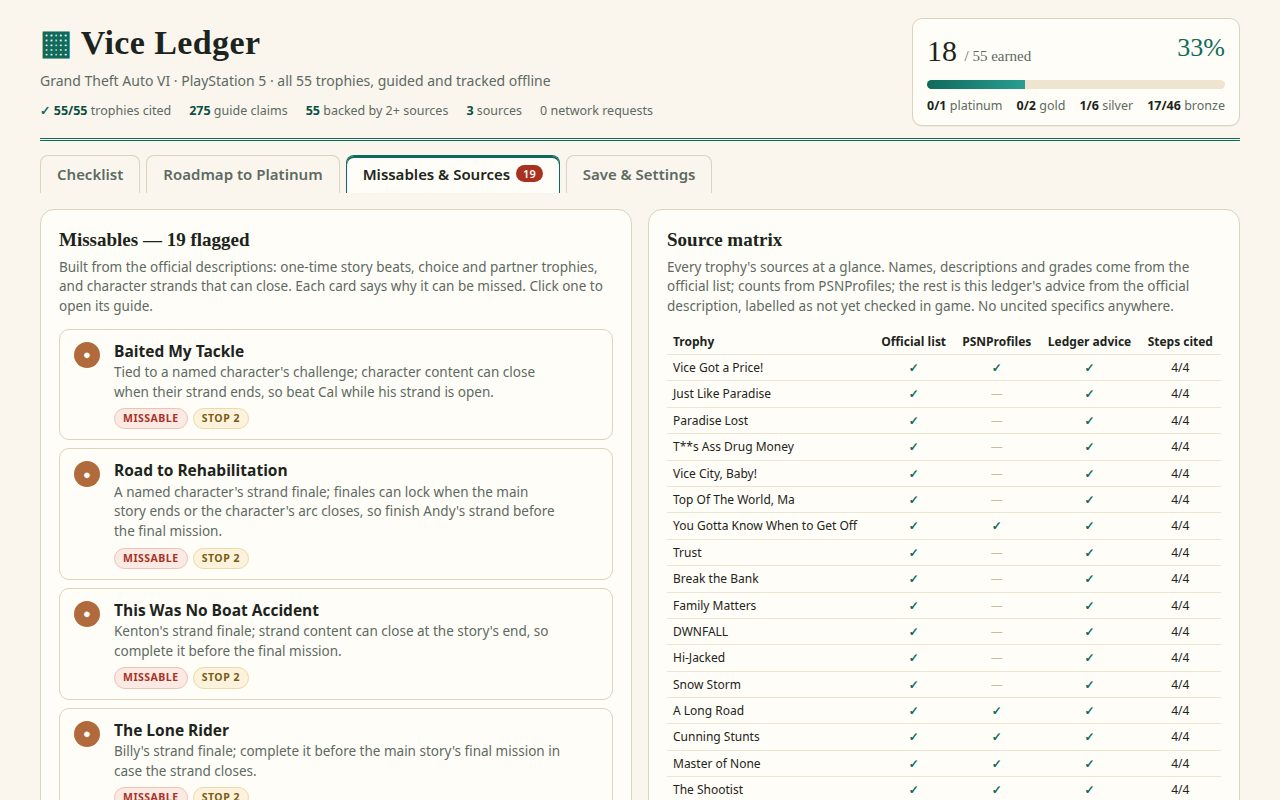 Vice Ledger
Grand Theft Auto VI · PlayStation 5 · all 55 trophies, guided and tracked offline
✓ 55/55 trophies cited 275 guide claims 55 backed by 2+ sources 3 sources 0 network requests
18 / 55 earned 33%
0/1 platinum 0/2 gold 1/6 silver 17/46 bronze
Checklist Roadmap to Platinum Missables & Sources 19 Save & Settings
Missables — 19 flagged
Built from the official descriptions: one-time story beats, choice and partner trophies,
and character strands that can close. Each card says why it can be missed. Click one to
open its guide.
Baited My Tackle
Tied to a named character's challenge; character content can close
when their strand ends, so beat Cal while his strand is open.
MISSABLE STOP 2
Road to Rehabilitation
A named character's strand finale; finales can lock when the main
story ends or the character's arc closes, so finish Andy's strand before
the final mission.
MISSABLE STOP 2
This Was No Boat Accident
Kenton's strand finale; strand content can close at the story's end, so
complete it before the final mission.
MISSABLE STOP 2
The Lone Rider
Billy's strand finale; complete it before the main story's final mission in
case the strand closes.
MISSABLE STOP 2
Source matrix
Every trophy's sources at a glance. Names, descriptions and grades come from the
official list; counts from PSNProfiles; the rest is this ledger's advice from the official
description, labelled as not yet checked in game. No uncited specifics anywhere.
Trophy Official list PSNProfiles Ledger advice Steps cited
Vice Got a Price! ✓ ✓ ✓ 4/4
Just Like Paradise ✓ — ✓ 4/4
Paradise Lost ✓ — ✓ 4/4
T**s Ass Drug Money ✓ — ✓ 4/4
Vice City, Baby! ✓ — ✓ 4/4
Top Of The World, Ma ✓ — ✓ 4/4
You Gotta Know When to Get Off ✓ ✓ ✓ 4/4
Trust ✓ — ✓ 4/4
Break the Bank ✓ — ✓ 4/4
Family Matters ✓ — ✓ 4/4
DWNFALL ✓ — ✓ 4/4
Hi-Jacked ✓ — ✓ 4/4
Snow Storm ✓ — ✓ 4/4
A Long Road ✓ ✓ ✓ 4/4
Cunning Stunts ✓ ✓ ✓ 4/4
Master of None ✓ ✓ ✓ 4/4
The Shootist ✓ ✓ ✓ 4/4